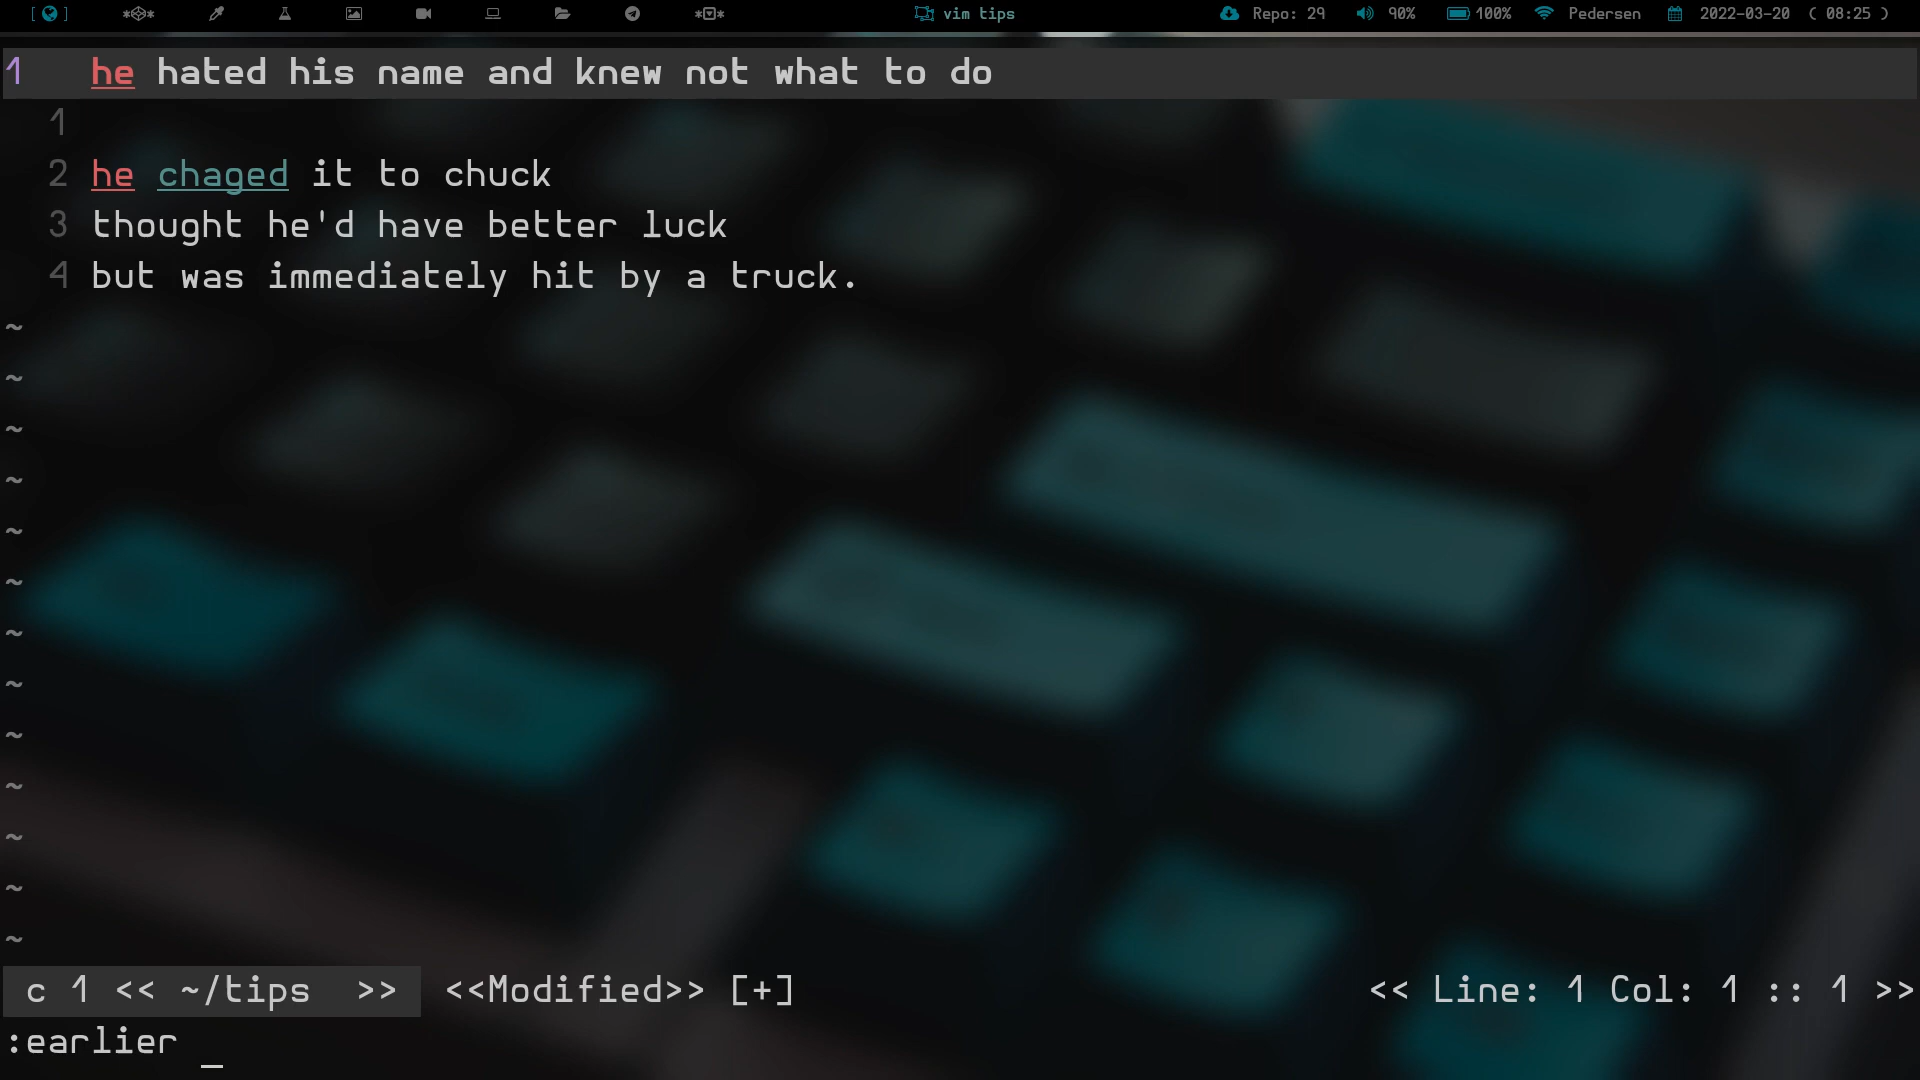 [ ] vim tips Repo: 29 90% 100% Pedersen 2022-03-20 ( 08:25 )
1 he hated his name and knew not what to do
1
2 he chaged it to chuck
3 thought he'd have better luck
4 but was immediately hit by a truck.
~
~
~
~
~
~
~
~
~
~
~
~
~
c 1 << ~/tips >> <<Modified>> [+] << Line: 1 Col: 1 :: 1 >>
:earlier _